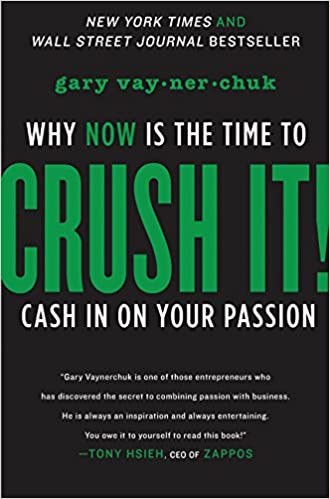 NEW YORK TIMES AND
WALL STREET JOURNAL BESTSELLER
gary vay•ner•chuk
WHY NOW IS THE TIME TO
CRUSH IT!
CASH IN ON YOUR PASSION
"Gary Vaynerchuk is one of those entrepreneurs who
has discovered the secret to combining passion with business.
He is always an inspiration and always entertaining.
You owe it to yourself to read this book!"
—TONY HSIEH, CEO OF ZAPPOS